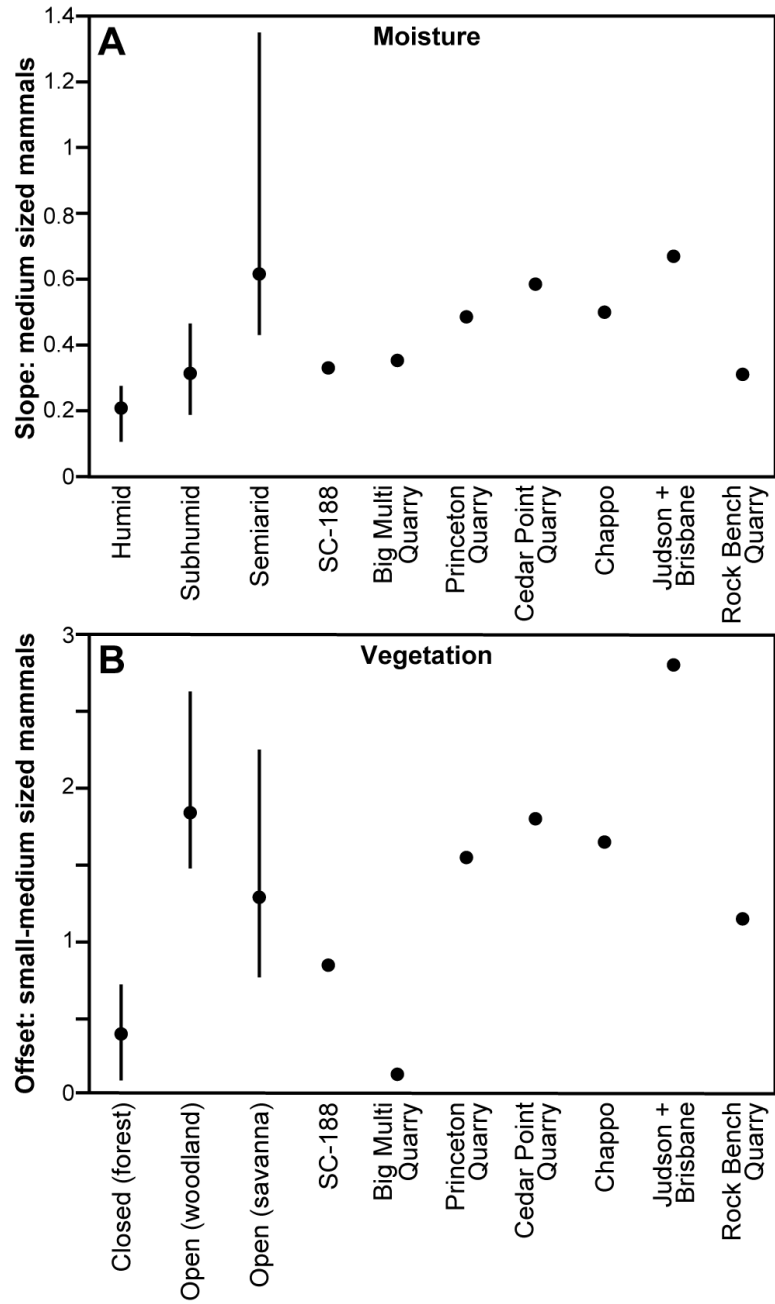 A
Moisture
Slope: medium sized mammals
1.4
1.2
1
0.8
0.6
0.4
0.2
0
Humid
Subhumid
Semiarid
SC-188
Big Multi
Quarry
Princeton
Quarry
Cedar Point
Quarry
Chappo
Judson +
Brisbane
Rock Bench
Quarry
B
Vegetation
Offset: small-medium sized mammals
3
2
1
0
Closed (forest)
Open (woodland)
Open (savanna)
SC-188
Big Multi
Quarry
Princeton
Quarry
Cedar Point
Quarry
Chappo
Judson +
Brisbane
Rock Bench
Quarry